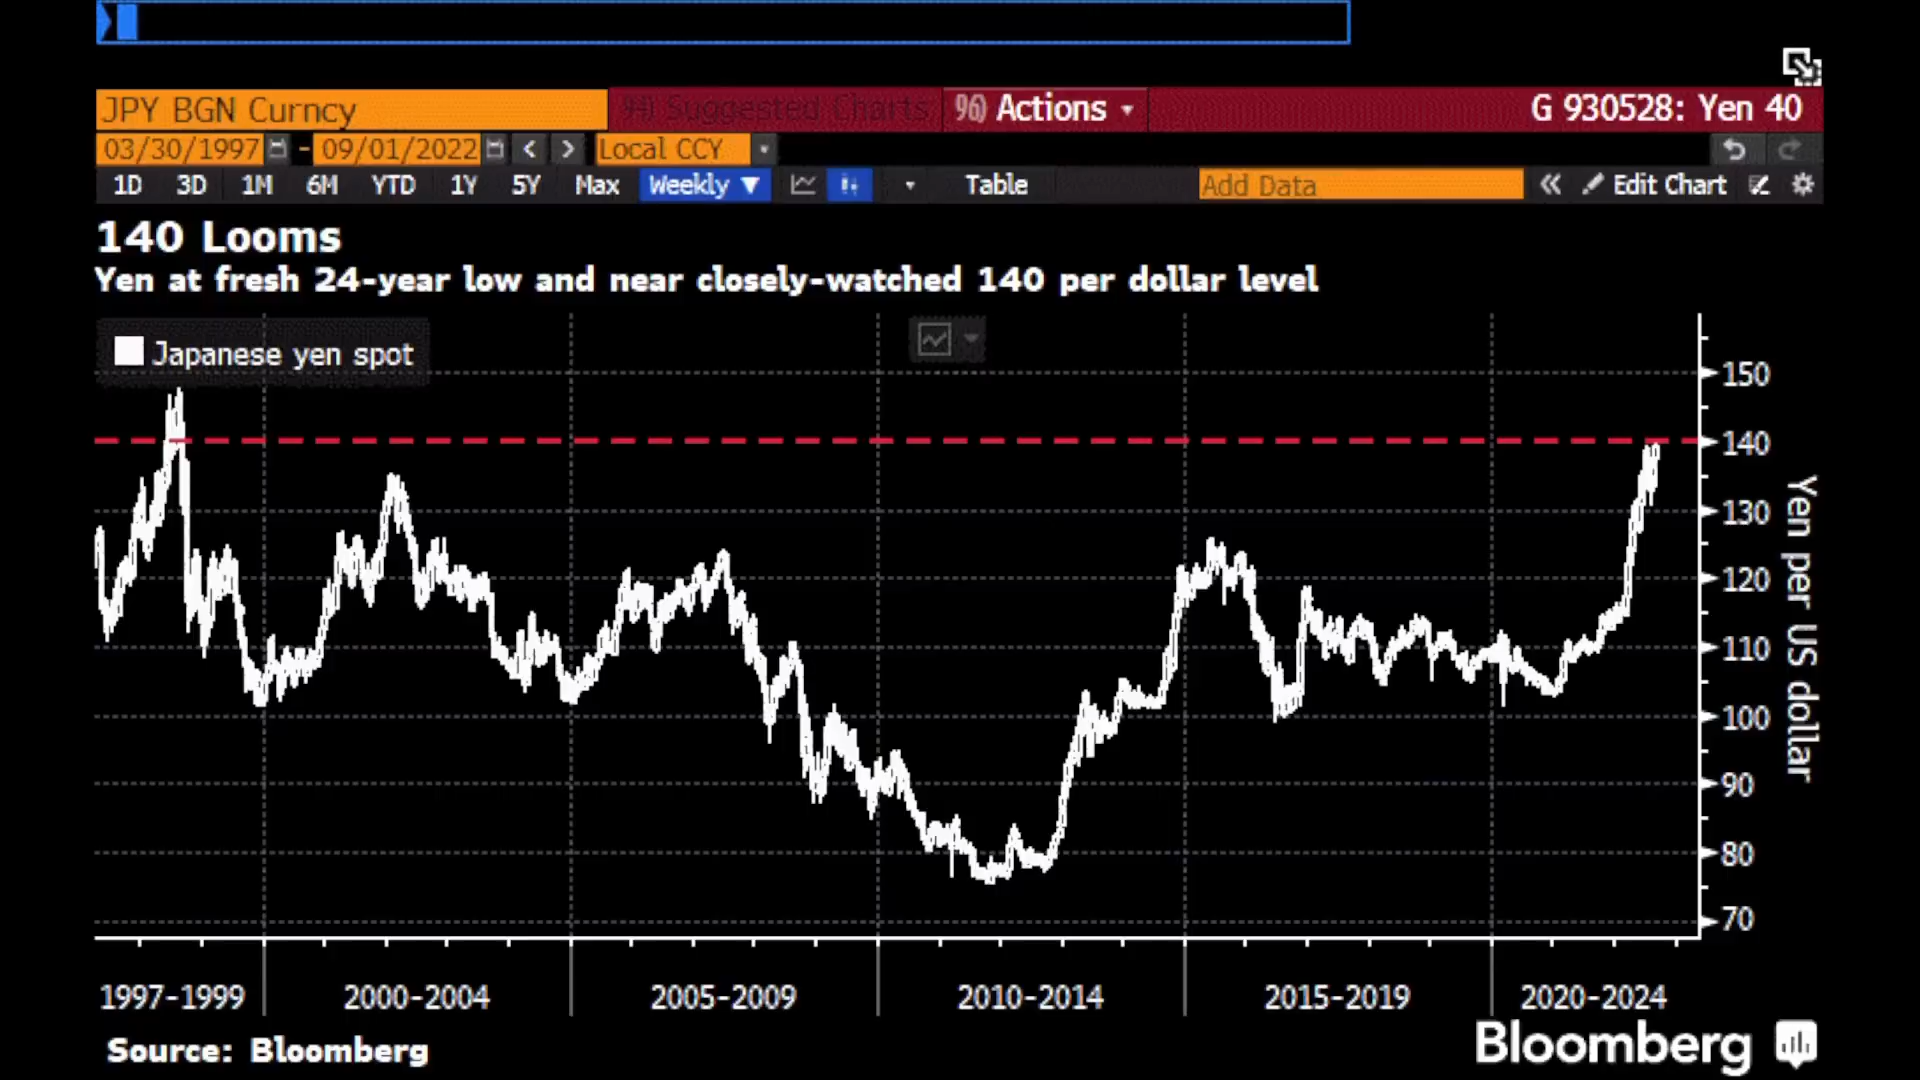 JPY BGN Curncy
94) Suggested Charts
96) Actions
G 930528: Yen 40
03/30/1997 - 09/01/2022
Local CCY
1D 3D 1M 6M YTD 1Y 5Y Max Weekly Table Add Data Edit Chart
140 Looms
Yen at fresh 24-year low and near closely-watched 140 per dollar level
Japanese yen spot
150
140
130
120
110
100
90
80
70
Yen per US dollar
1997-1999 2000-2004 2005-2009 2010-2014 2015-2019 2020-2024
Source: Bloomberg
Bloomberg